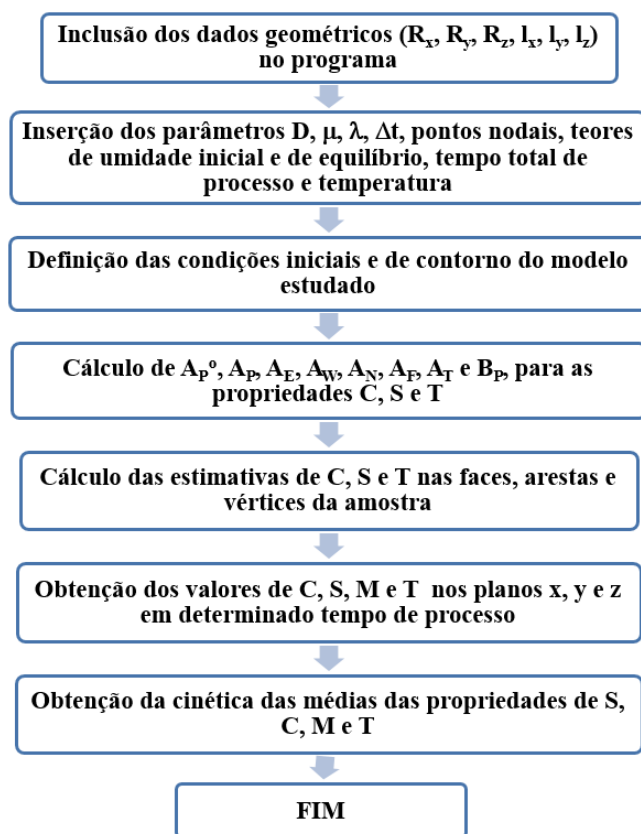 Inclusão dos dados geométricos (Rx, Ry, Rz, lx, ly, lz)
no programa
Inserção dos parâmetros D, μ, λ, Δt, pontos nodais, teores
de umidade inicial e de equilíbrio, tempo total de
processo e temperatura
Definição das condições iniciais e de contorno do modelo
estudado
Cálculo de APº, AP, AE, AW, AN, AF, AT e BP, para as
propriedades C, S e T
Cálculo das estimativas de C, S e T nas faces, arestas e
vértices da amostra
Obtenção dos valores de C, S, M e T nos planos x, y e z
em determinado tempo de processo
Obtenção da cinética das médias das propriedades de S,
C, M e T
FIM